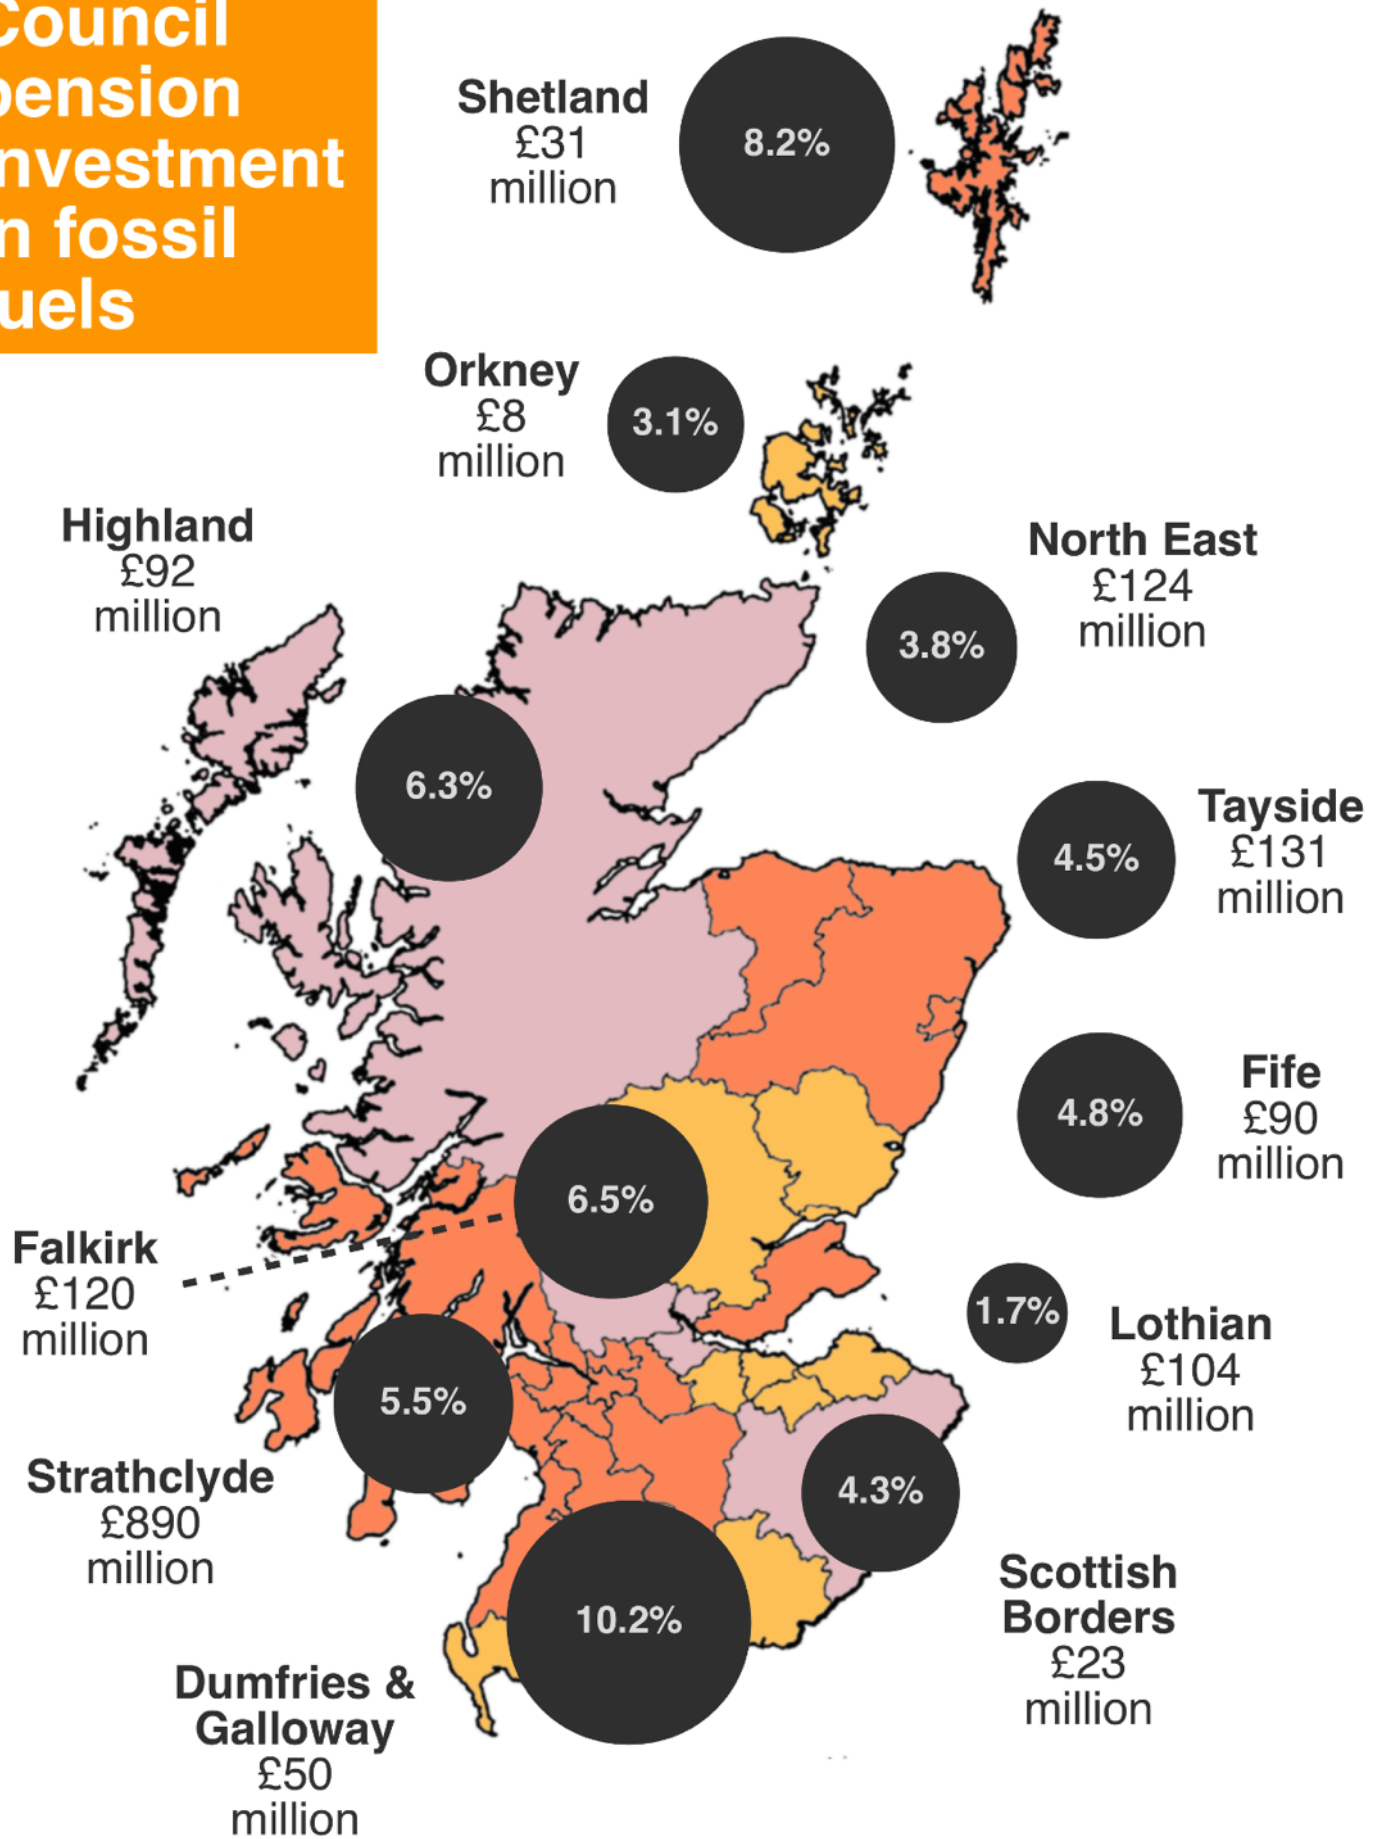 Council
pension
nvestment
n fossil
uels
Shetland
£31
million
8.2%
Orkney
£8
million
3.1%
Highland
£92
million
6.3%
North East
£124
million
3.8%
Tayside
£131
million
4.5%
Fife
£90
million
4.8%
Falkirk
£120
million
6.5%
Lothian
£104
million
1.7%
Strathclyde
£890
million
5.5%
Scottish
Borders
£23
million
4.3%
Dumfries &
Galloway
£50
million
10.2%